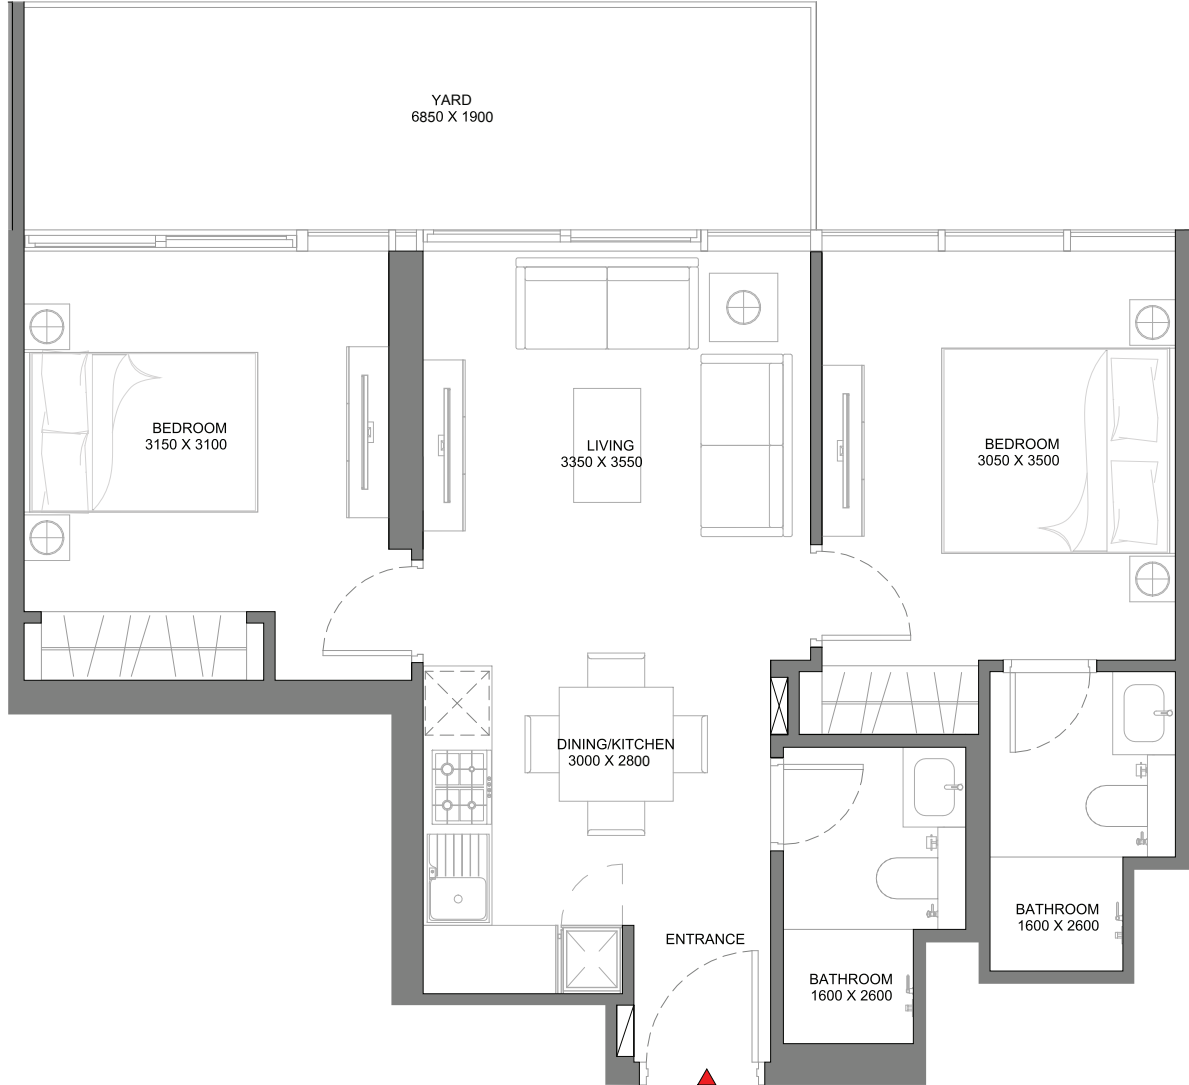 YARD
6850 X 1900
BEDROOM
3150 X 3100
LIVING
3350 X 3550
BEDROOM
3050 X 3500
DINING/KITCHEN
3000 X 2800
ENTRANCE
BATHROOM
1600 X 2600
BATHROOM
1600 X 2600